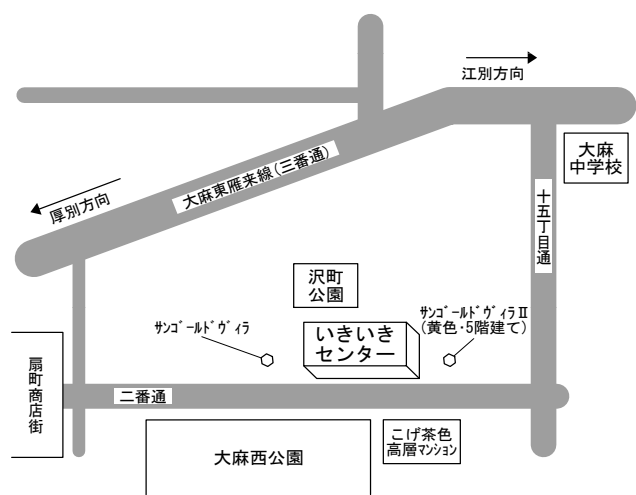 江別方向
大麻
中学校
大麻東雁来線(三番通)
厚別方向
十五丁目通
沢町
公園
ｻﾝｺﾞｰﾙﾄﾞｳﾞｨﾗⅡ
(黄色・5階建て)
ｻﾝｺﾞｰﾙﾄﾞｳﾞｨﾗ
いきいき
センター
扇町商店街
二番通
こげ茶色
高層ﾏﾝｼｮﾝ
大麻西公園